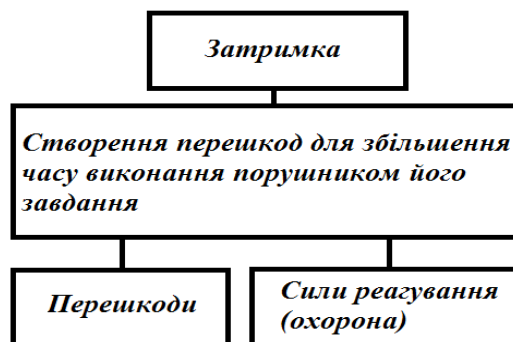 Затримка
Створення перешкод для збільшення
часу виконання порушником його
завдання
Перешкоди
Сили реагування
(охорона)